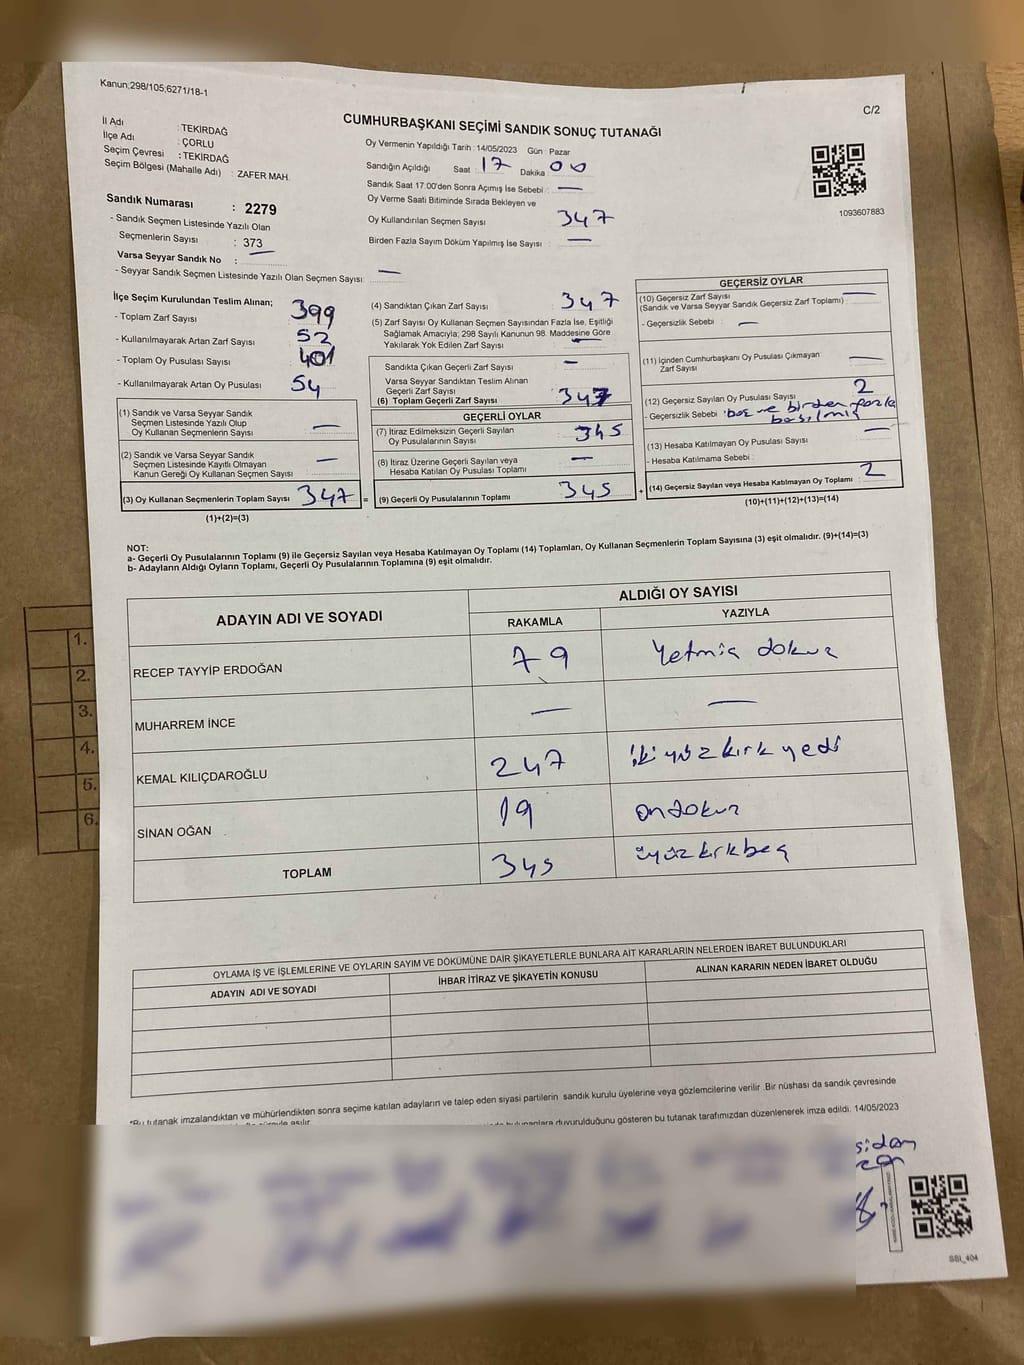 Kanun;298/105;6271/18-1
C/2
CUMHURBAŞKANI SEÇİMİ SANDIK SONUÇ TUTANAĞI
İl Adı : TEKİRDAĞ
İlçe Adı : ÇORLU
Seçim Çevresi : TEKİRDAĞ
Seçim Bölgesi (Mahalle Adı) : ZAFER MAH.
Sandık Numarası : 2279
- Sandık Seçmen Listesinde Yazılı Olan
Seçmenlerin Sayısı : 373
Varsa Seyyar Sandık No :
- Seyyar Sandık Seçmen Listesinde Yazılı Olan Seçmen Sayısı: —
Oy Vermenin Yapıldığı Tarih : 14/05/2023 Gün : Pazar
Sandığın Açıldığı Saat : 17 Dakika : 00
Sandık Saat 17:00'den Sonra Açımış İse Sebebi : —
Oy Verme Saati Bitiminde Sırada Bekleyen ve
Oy Kullandırılan Seçmen Sayısı 347
Birden Fazla Sayım Döküm Yapılmış İse Sayısı : —
1093607883
İlçe Seçim Kurulundan Teslim Alınan;
- Toplam Zarf Sayısı : 399
- Kullanılmayarak Artan Zarf Sayısı : 52
- Toplam Oy Pusulası Sayısı : 401
- Kullanılmayarak Artan Oy Pusulası : 54
(1) Sandık ve Varsa Seyyar Sandık
Seçmen Listesinde Yazılı Olup
Oy Kullanan Seçmenlerin Sayısı : —
(2) Sandık ve Varsa Seyyar Sandık
Seçmen Listesinde Kayıtlı Olmayan
Kanun Gereği Oy Kullanan Seçmen Sayısı : —
(3) Oy Kullanan Seçmenlerin Toplam Sayısı : 347 =
(1)+(2)=(3)
(4) Sandıktan Çıkan Zarf Sayısı : 347
(5) Zarf Sayısı Oy Kullanan Seçmen Sayısından Fazla İse, Eşitliği
Sağlamak Amacıyla; 298 Sayılı Kanunun 98. Maddesine Göre
Yakılarak Yok Edilen Zarf Sayısı : —
Sandıkta Çıkan Geçerli Zarf Sayısı : —
Varsa Seyyar Sandıktan Teslim Alınan
Geçerli Zarf Sayısı
(6) Toplam Geçerli Zarf Sayısı : 347
GEÇERLİ OYLAR
(7) İtiraz Edilmeksizin Geçerli Sayılan
Oy Pusulalarının Sayısı : 345
(8) İtiraz Üzerine Geçerli Sayılan veya
Hesaba Katılan Oy Pusulası Toplamı : —
(9) Geçerli Oy Pusulalarının Toplamı : 345 +
GEÇERSİZ OYLAR
(10) Geçersiz Zarf Sayısı : —
(Sandık ve Varsa Seyyar Sandık Geçersiz Zarf Toplamı)
- Geçersizlik Sebebi : —
(11) İçinden Cumhurbaşkanı Oy Pusulası Çıkmayan
Zarf Sayısı : —
(12) Geçersiz Sayılan Oy Pusulası Sayısı : 2
- Geçersizlik Sebebi : boş ve birden fazla
basılmış
(13) Hesaba Katılmayan Oy Pusulası Sayısı : —
- Hesaba Katılmama Sebebi :
(14) Geçersiz Sayılan veya Hesaba Katılmayan Oy Toplamı : 2
(10)+(11)+(12)+(13)=(14)
NOT:
a- Geçerli Oy Pusulalarının Toplamı (9) ile Geçersiz Sayılan veya Hesaba Katılmayan Oy Toplamı (14) Toplamları, Oy Kullanan Seçmenlerin Toplam Sayısına (3) eşit olmalıdır. (9)+(14)=(3)
b- Adayların Aldığı Oyların Toplamı, Geçerli Oy Pusulalarının Toplamına (9) eşit olmalıdır.
ADAYIN ADI VE SOYADI
ALDIĞI OY SAYISI
RAKAMLA YAZIYLA
RECEP TAYYİP ERDOĞAN 79 Yetmiş dokuz
MUHARREM İNCE — —
KEMAL KILIÇDAROĞLU 247 ikiyüzkırkyedi
SİNAN OĞAN 19 ondokuz
TOPLAM 345 üçyüzkırkbeş
1.
2.
3.
4.
5.
6.
OYLAMA İŞ VE İŞLEMLERİNE VE OYLARIN SAYIM VE DÖKÜMÜNE DAİR ŞİKAYETLERLE BUNLARA AİT KARARLARIN NELERDEN İBARET BULUNDUKLARI
ADAYIN ADI VE SOYADI İHBAR İTİRAZ VE ŞİKAYETİN KONUSU ALINAN KARARIN NEDEN İBARET OLDUĞU
*Bu tutanak imzalandıktan ve mühürlendikten sonra seçime katılan adayların ve talep eden siyasi partilerin sandık kurulu üyelerine veya gözlemcilerine verilir .Bir nüshası da sandık çevresinde
bulunanlara duyurulduğunu gösteren bu tutanak tarafımızdan düzenlenerek imza edildi. 14/05/2023
SSI_404